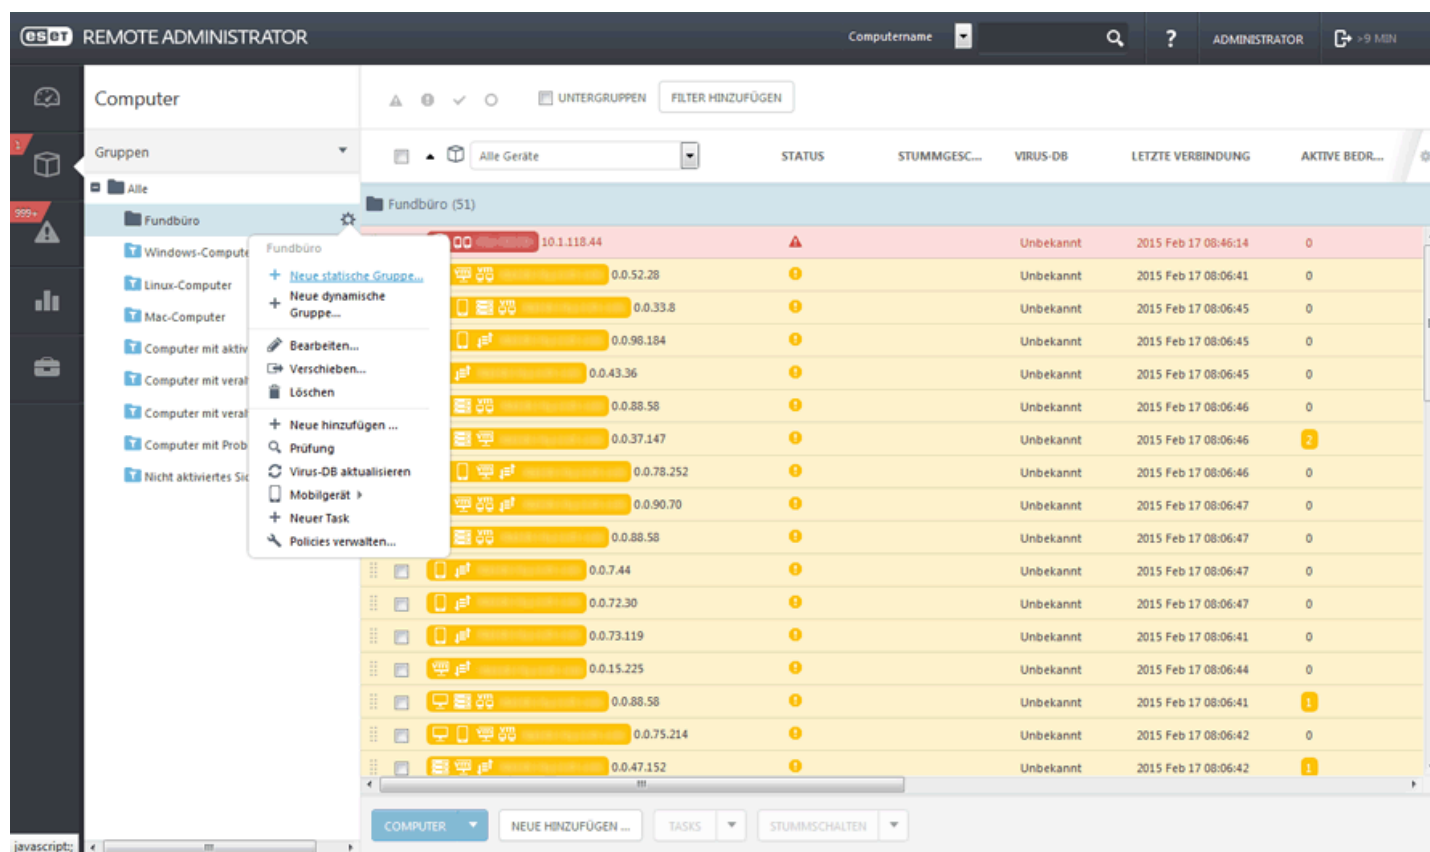 eset REMOTE ADMINISTRATOR
Computername
?
ADMINISTRATOR
>9 MIN
Computer
UNTERGRUPPEN
FILTER HINZUFÜGEN
1
Gruppen
Alle Geräte
STATUS
STUMMGESC...
VIRUS-DB
LETZTE VERBINDUNG
AKTIVE BEDR...
Alle
999+
Fundbüro
Fundbüro (51)
Windows-Compute
Linux-Computer
Mac-Computer
Computer mit aktiv
Computer mit veral
Computer mit veral
Computer mit Prob
Nicht aktiviertes Sic
Fundbüro
Neue statische Gruppe...
Neue dynamische
Gruppe...
Bearbeiten...
Verschieben...
Löschen
Neue hinzufügen ...
Prüfung
Virus-DB aktualisieren
Mobilgerät
Neuer Task
Policies verwalten...
10.1.118.44 Unbekannt 2015 Feb 17 08:46:14 0
0.0.52.28 Unbekannt 2015 Feb 17 08:06:41 0
0.0.33.8 Unbekannt 2015 Feb 17 08:06:45 0
0.0.98.184 Unbekannt 2015 Feb 17 08:06:45 0
0.0.43.36 Unbekannt 2015 Feb 17 08:06:45 0
0.0.88.58 Unbekannt 2015 Feb 17 08:06:46 0
0.0.37.147 Unbekannt 2015 Feb 17 08:06:46 2
0.0.78.252 Unbekannt 2015 Feb 17 08:06:46 0
0.0.90.70 Unbekannt 2015 Feb 17 08:06:47 0
0.0.88.58 Unbekannt 2015 Feb 17 08:06:47 0
0.0.7.44 Unbekannt 2015 Feb 17 08:06:47 0
0.0.72.30 Unbekannt 2015 Feb 17 08:06:47 0
0.0.73.119 Unbekannt 2015 Feb 17 08:06:41 0
0.0.15.225 Unbekannt 2015 Feb 17 08:06:44 0
0.0.88.58 Unbekannt 2015 Feb 17 08:06:41 1
0.0.75.214 Unbekannt 2015 Feb 17 08:06:42 0
0.0.47.152 Unbekannt 2015 Feb 17 08:06:42 1
COMPUTER
NEUE HINZUFÜGEN ...
TASKS
STUMMSCHALTEN
javascript:;